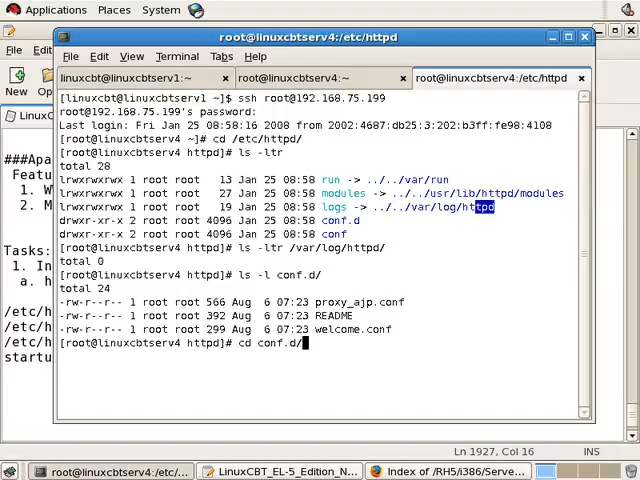 Applications Places System
root@linuxcbtserv4:/etc/httpd
File Edit
File Edit View Terminal Tabs Help
linuxcbt@linuxcbtserv1:~ root@linuxcbtserv4:~ root@linuxcbtserv4:/etc/httpd
New Op
LinuxC
[linuxcbt@linuxcbtserv1 ~]$ ssh root@192.168.75.199
root@192.168.75.199's password:
Last login: Fri Jan 25 08:58:16 2008 from 2002:4687:db25:3:202:b3ff:fe98:4108
[root@linuxcbtserv4 ~]# cd /etc/httpd/
[root@linuxcbtserv4 httpd]# ls -ltr
total 28
lrwxrwxrwx 1 root root 13 Jan 25 08:58 run -> ../../var/run
lrwxrwxrwx 1 root root 27 Jan 25 08:58 modules -> ../../usr/lib/httpd/modules
lrwxrwxrwx 1 root root 19 Jan 25 08:58 logs -> ../../var/log/httpd
drwxr-xr-x 2 root root 4096 Jan 25 08:58 conf.d
drwxr-xr-x 2 root root 4096 Jan 25 08:58 conf
[root@linuxcbtserv4 httpd]# ls -ltr /var/log/httpd/
total 0
[root@linuxcbtserv4 httpd]# ls -l conf.d/
total 24
-rw-r--r-- 1 root root 566 Aug 6 07:23 proxy_ajp.conf
-rw-r--r-- 1 root root 392 Aug 6 07:23 README
-rw-r--r-- 1 root root 299 Aug 6 07:23 welcome.conf
[root@linuxcbtserv4 httpd]# cd conf.d/
###Apa
Featu
1. W
2. M
Tasks:
1. In
a. h
/etc/h
/etc/h
/etc/h
startu
Ln 1927, Col 16 INS
root@linuxcbtserv4:/etc/... LinuxCBT_EL-5_Edition_N... Index of /RH5/i386/Serve...